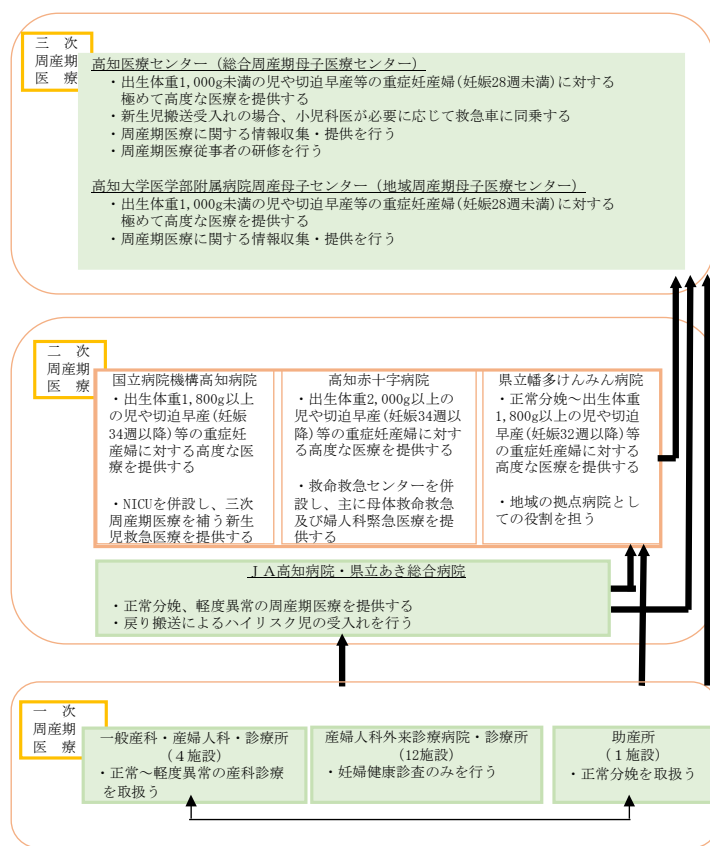 三　次
周産期
医　療
高知医療センター（総合周産期母子医療センター）
・出生体重1,000g未満の児や切迫早産等の重症妊産婦(妊娠28週未満)に対する
極めて高度な医療を提供する
・新生児搬送受入れの場合、小児科医が必要に応じて救急車に同乗する
・周産期医療に関する情報収集・提供を行う
・周産期医療従事者の研修を行う
高知大学医学部附属病院周産母子センター（地域周産期母子医療センター）
・出生体重1,000g未満の児や切迫早産等の重症妊産婦(妊娠28週未満)に対する
極めて高度な医療を提供する
・周産期医療に関する情報収集・提供を行う
二　次
周産期
医　療
国立病院機構高知病院
・出生体重1,800g以上
の児や切迫早産(妊娠
34週以降)等の重症妊
産婦に対する高度な医
療を提供する
・NICUを併設し、三次
周産期医療を補う新生
児救急医療を提供する
高知赤十字病院
・出生体重2,000g以上の
児や切迫早産(妊娠34週以
降)等の重症妊産婦に対す
る高度な医療を提供する
・救命救急センターを併
設し、主に母体救命救急
及び婦人科緊急医療を提
供する
県立幡多けんみん病院
・正常分娩～出生体重
1,800g以上の児や切迫
早産(妊娠32週以降)等
の重症妊産婦に対する
高度な医療を提供する
・地域の拠点病院とし
ての役割を担う
ＪＡ高知病院・県立あき総合病院
・正常分娩、軽度異常の周産期医療を提供する
・戻り搬送によるハイリスク児の受入れを行う
一　次
周産期
医　療
一般産科・産婦人科・診療所
(４施設)
・正常～軽度異常の産科診療
を取扱う
産婦人科外来診療病院・診療所
(12施設)
・妊婦健康診査のみを行う
助産所
(１施設)
・正常分娩を取扱う